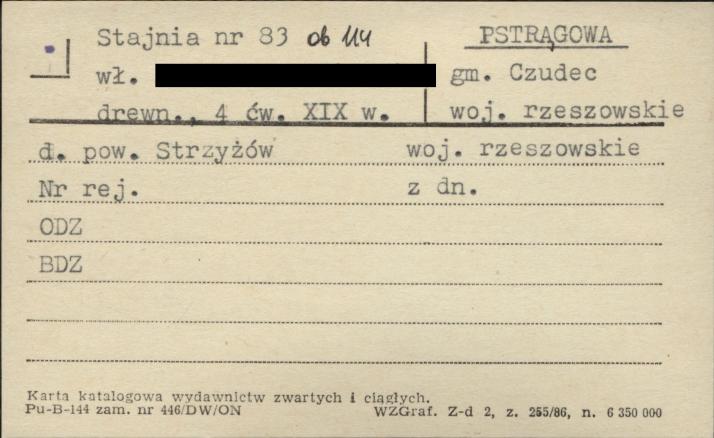 Stajnia nr 83 ob 114 PSTRĄGOWA
wł. gm. Czudec
drewn., 4 ćw. XIX w. woj. rzeszowskie
d. pow. Strzyżów woj. rzeszowskie
Nr rej. z dn.
ODZ
BDZ
Karta katalogowa wydawnictw zwartych i ciągłych.
Pu-B-144 zam. nr 446/DW/ON WZGraf. Z-d 2, z. 255/86, n. 6 350 000